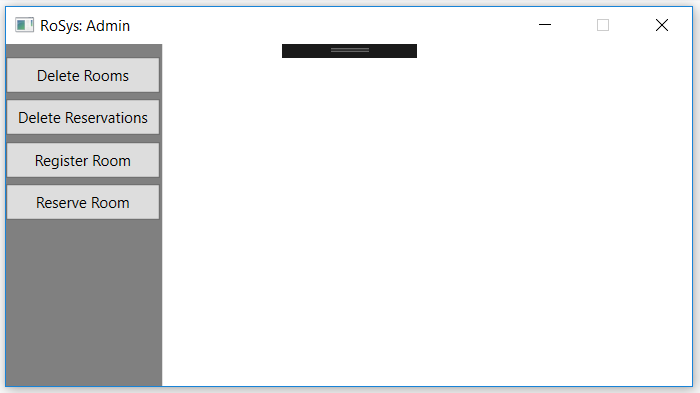 RoSys: Admin
Delete Rooms
Delete Reservations
Register Room
Reserve Room